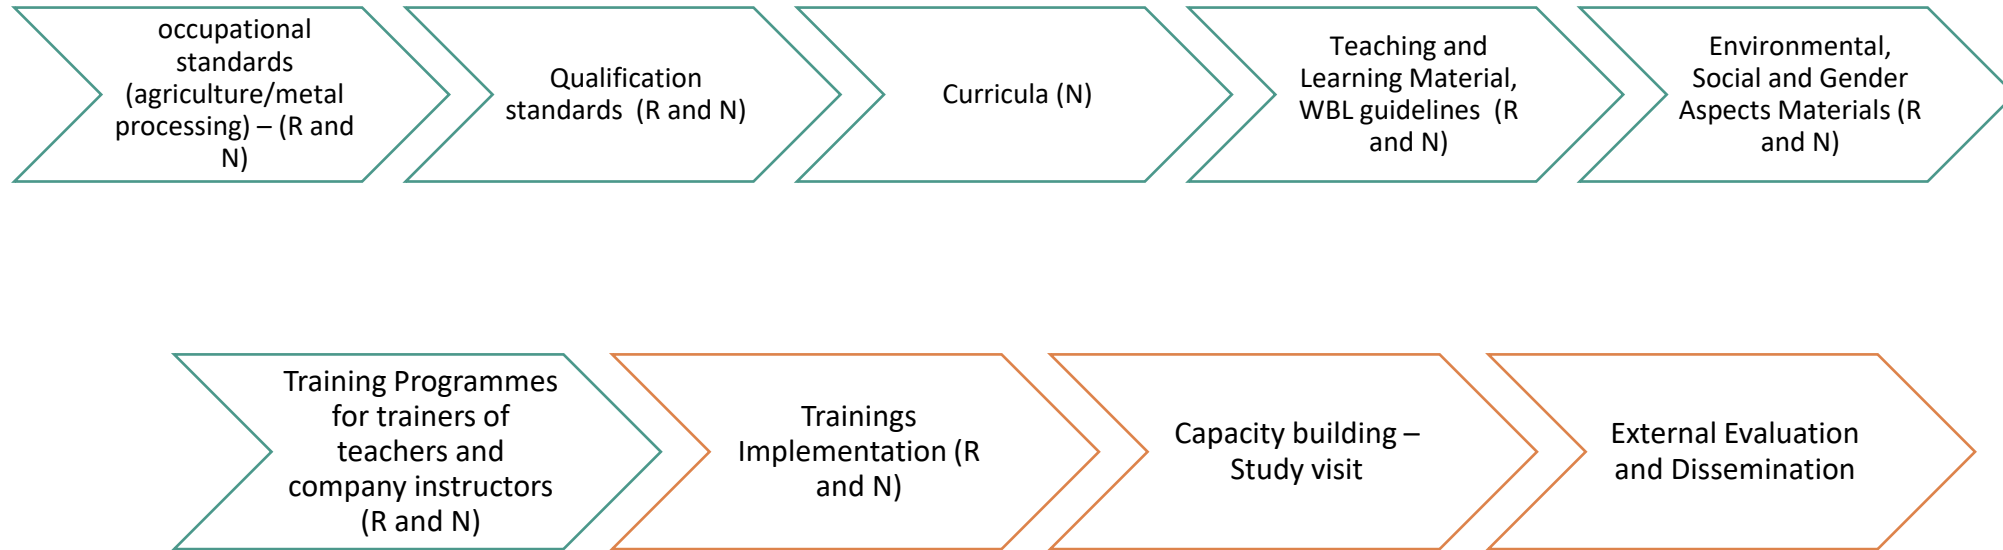 occupational
standards
(agriculture/metal
processing) – (R and
N)
Qualification
standards (R and N)
Curricula (N)
Teaching and
Learning Material,
WBL guidelines (R
and N)
Environmental,
Social and Gender
Aspects Materials (R
and N)
Training Programmes
for trainers of
teachers and
company instructors
(R and N)
Trainings
Implementation (R
and N)
Capacity building –
Study visit
External Evaluation
and Dissemination